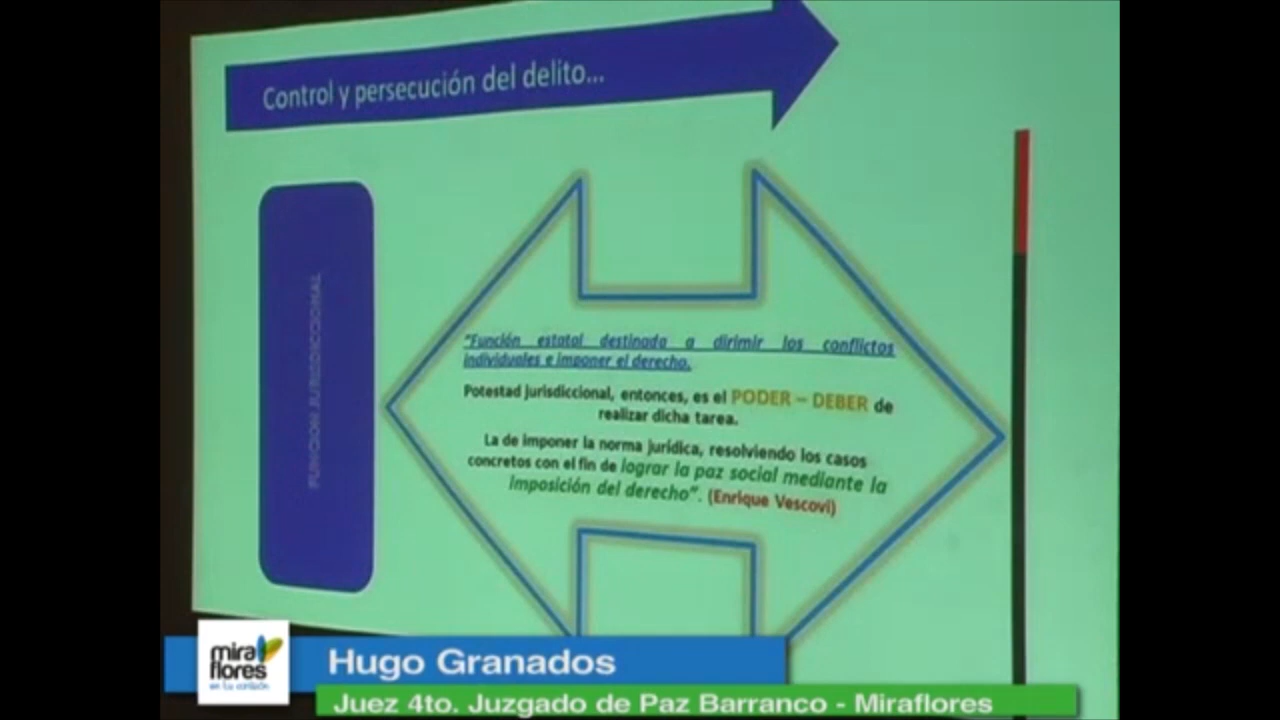 Control y persecución del delito...
FUNCION JURISDICCIONAL
"Función estatal destinada a dirimir los conflictos
individuales e imponer el derecho.
Potestad jurisdiccional, entonces, es el PODER – DEBER de
realizar dicha tarea.
La de imponer la norma jurídica, resolviendo los casos
concretos con el fin de lograr la paz social mediante la
imposición del derecho". (Enrique Vescovi)
mira
flores
en tu corazón
Hugo Granados
Juez 4to. Juzgado de Paz Barranco - Miraflores